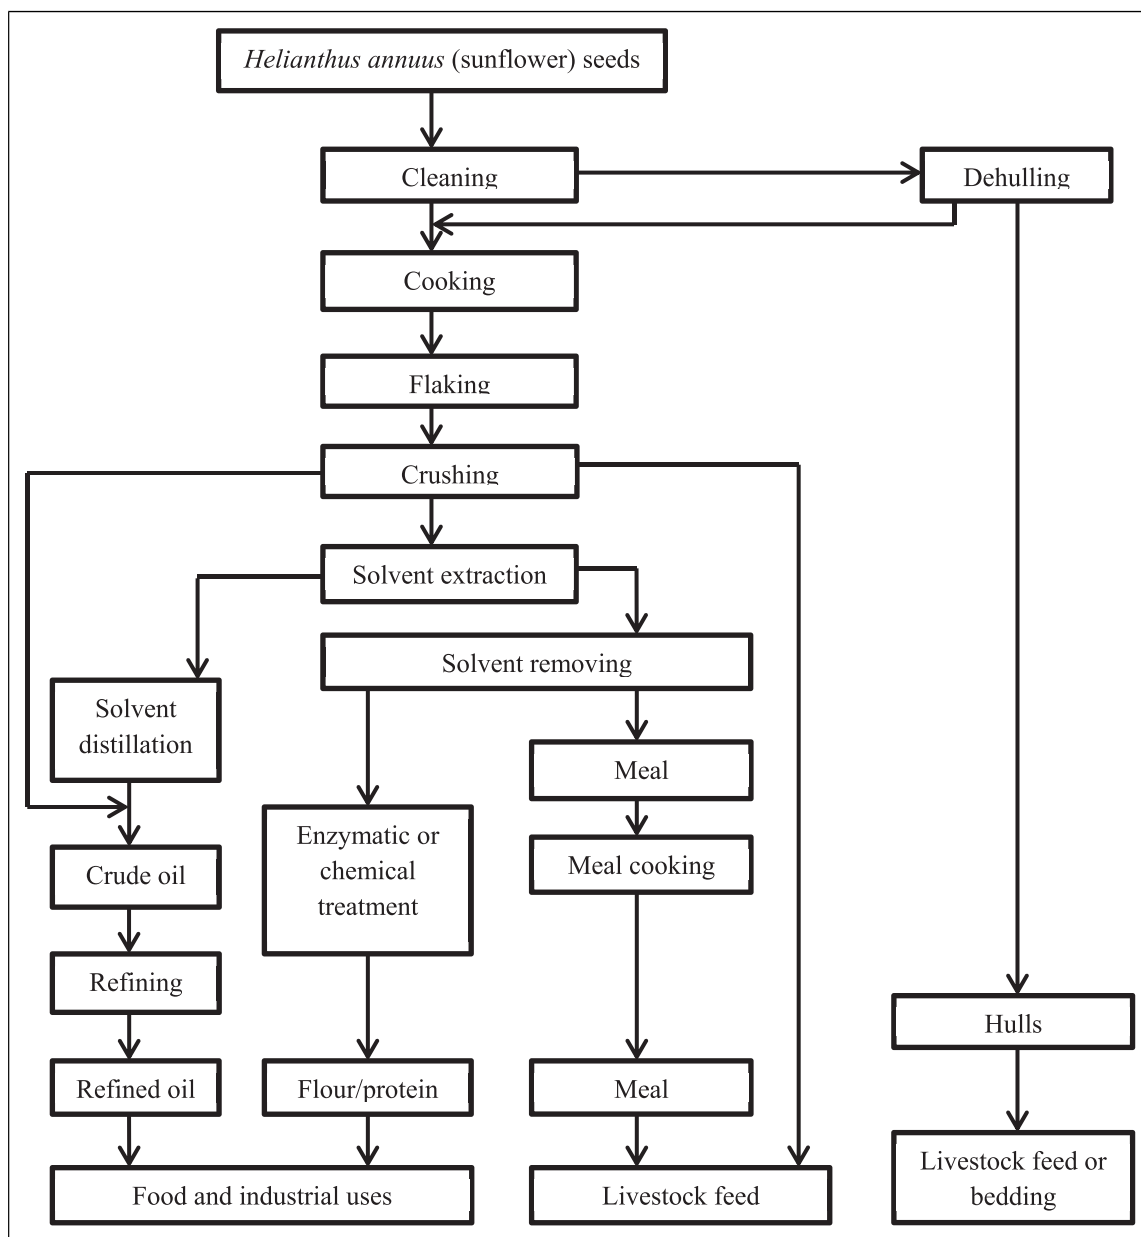 Helianthus annuus (sunflower) seeds
Cleaning
Dehulling
Cooking
Flaking
Crushing
Solvent extraction
Solvent removing
Solvent
distillation
Meal
Enzymatic or
chemical
treatment
Crude oil
Meal cooking
Refining
Hulls
Refined oil
Flour/protein
Meal
Food and industrial uses
Livestock feed
Livestock feed or
bedding